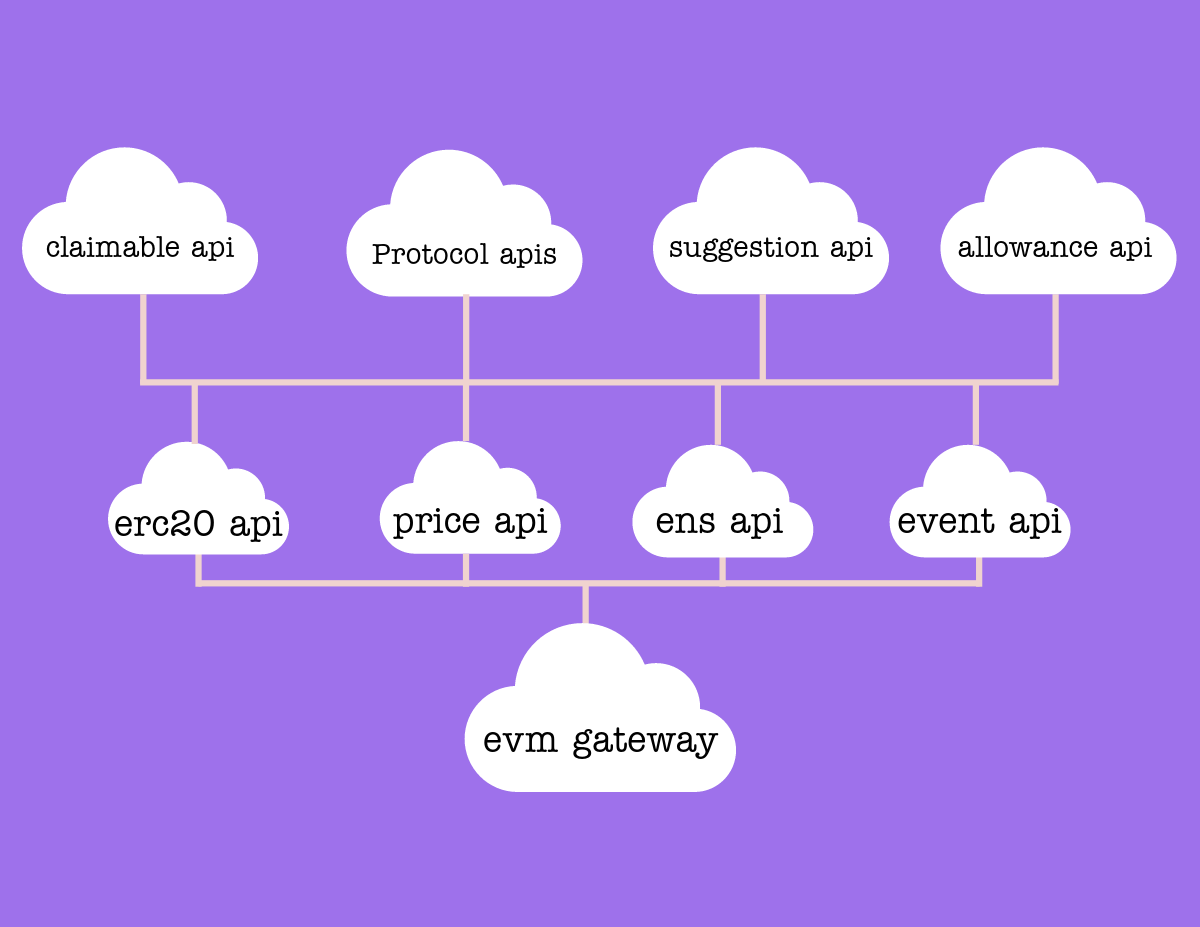 claimable api
Protocol apis
suggestion api
allowance api
erc20 api
price api
ens api
event api
evm gateway